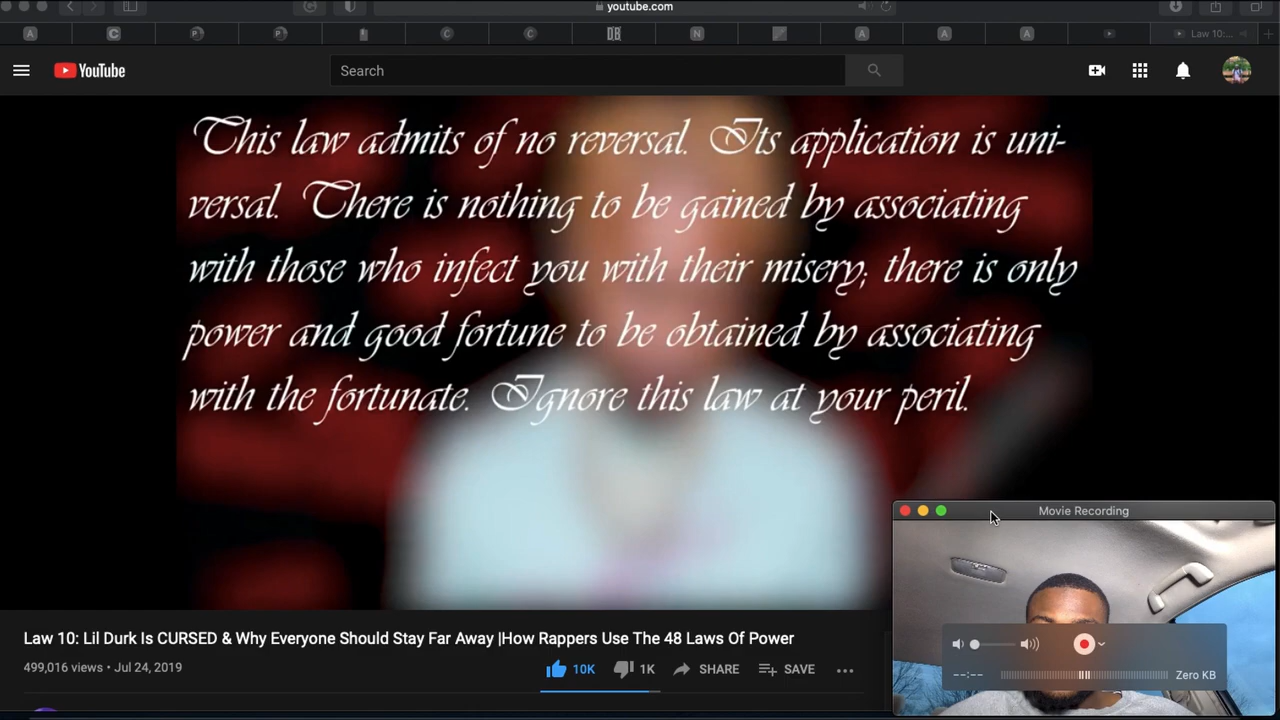 youtube.com
Law 10:...
YouTube
Search
This law admits of no reversal. Its application is uni-
versal. There is nothing to be gained by associating
with those who infect you with their misery; there is only
power and good fortune to be obtained by associating
with the fortunate. Ignore this law at your peril.
Movie Recording
--:--
Zero KB
Law 10: Lil Durk Is CURSED & Why Everyone Should Stay Far Away |How Rappers Use The 48 Laws Of Power
499,016 views • Jul 24, 2019
10K
1K
SHARE
SAVE